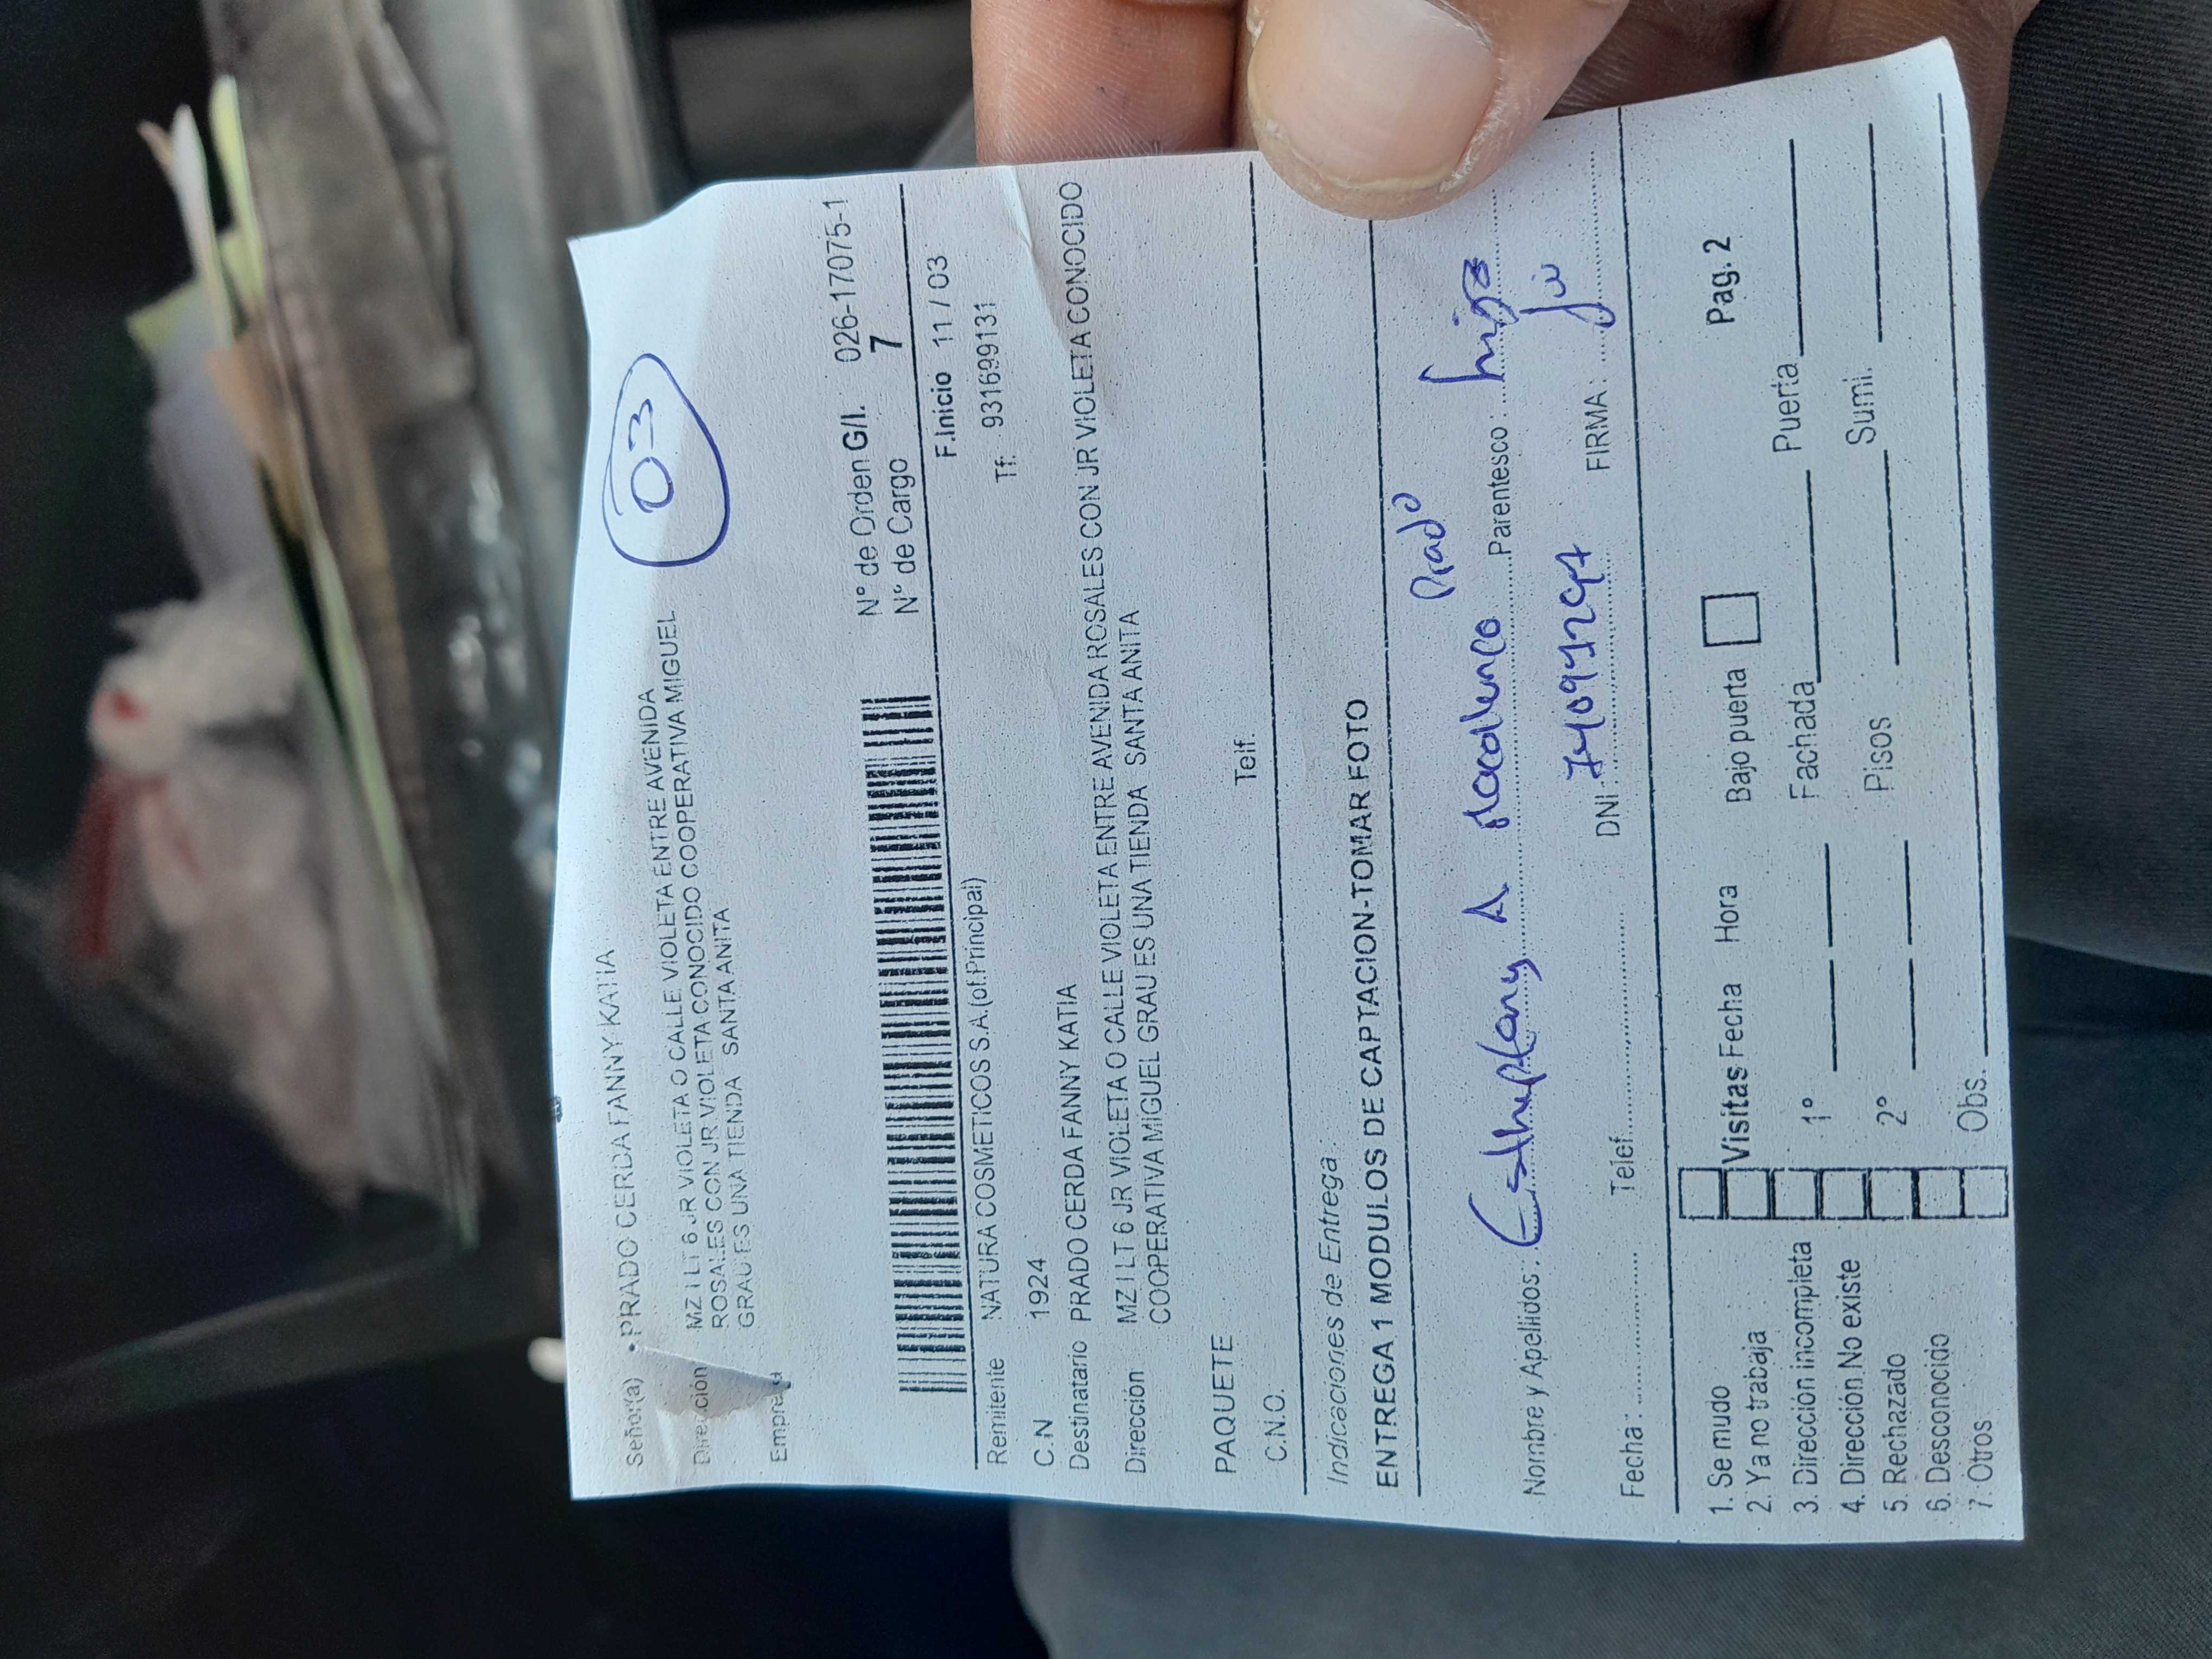 03
Señor(a) • PRADO CERDA FANNY KATIA
Dirección MZ I LT 6 JR VIOLETA O CALLE VIOLETA ENTRE AVENIDA
ROSALES CON JR VIOLETA CONOCIDO COOPERATIVA MIGUEL
GRAU ES UNA TIENDA SANTA ANITA
Empresa
N° de Orden G/I. 026-17075-1
N° de Cargo 7
Remitente NATURA COSMETICOS S.A.(of.Principal) F.Inicio 11 / 03
C.N 1924 Tf: 931699131
Destinatario PRADO CERDA FANNY KATIA
Dirección MZ I LT 6 JR VIOLETA O CALLE VIOLETA ENTRE AVENIDA ROSALES CON JR VIOLETA CONOCIDO
COOPERATIVA MIGUEL GRAU ES UNA TIENDA SANTA ANITA
PAQUETE
C.N.O. Telf.
Indicaciones de Entrega :
ENTREGA 1 MODULOS DE CAPTACION-TOMAR FOTO
Prado
Nombre y Apellidos: A Parentesco : hija
Fecha : Telef. DNI FIRMA :
1. Se mudo Visitas Fecha Hora Bajo puerta Pag. 2
2. Ya no trabaja
3. Dirección incompleta 1° Fachada Puerta
4. Dirección No existe
5. Rechazado 2° Pisos Sumi.
6. Desconocido
7. Otros Obs.